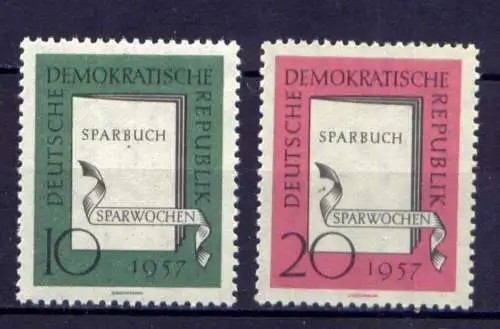 DEUTSCHE
DEMOKRATISCHE
REPUBLIK
SPARBUCH
SPARWOCHEN
10
1957
DEUTSCHE
DEMOKRATISCHE
REPUBLIK
SPARBUCH
SPARWOCHEN
20
1957